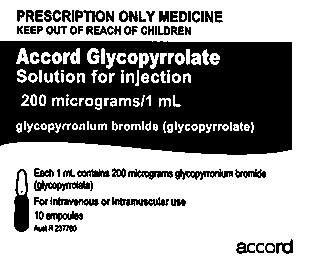 PRESCRIPTION ONLY MEDICINE
KEEP OUT OF REACH OF CHILDREN
Accord Glycopyrrolate
Solution for injection
200 micrograms/1 mL
glycopyrronium bromide (glycopyrrolate)
Each 1 mL contains 200 micrograms glycopyrronium bromide
(glycopyrrolate)
For intravenous or intramuscular use
10 ampoules
Aust R 237760
accord